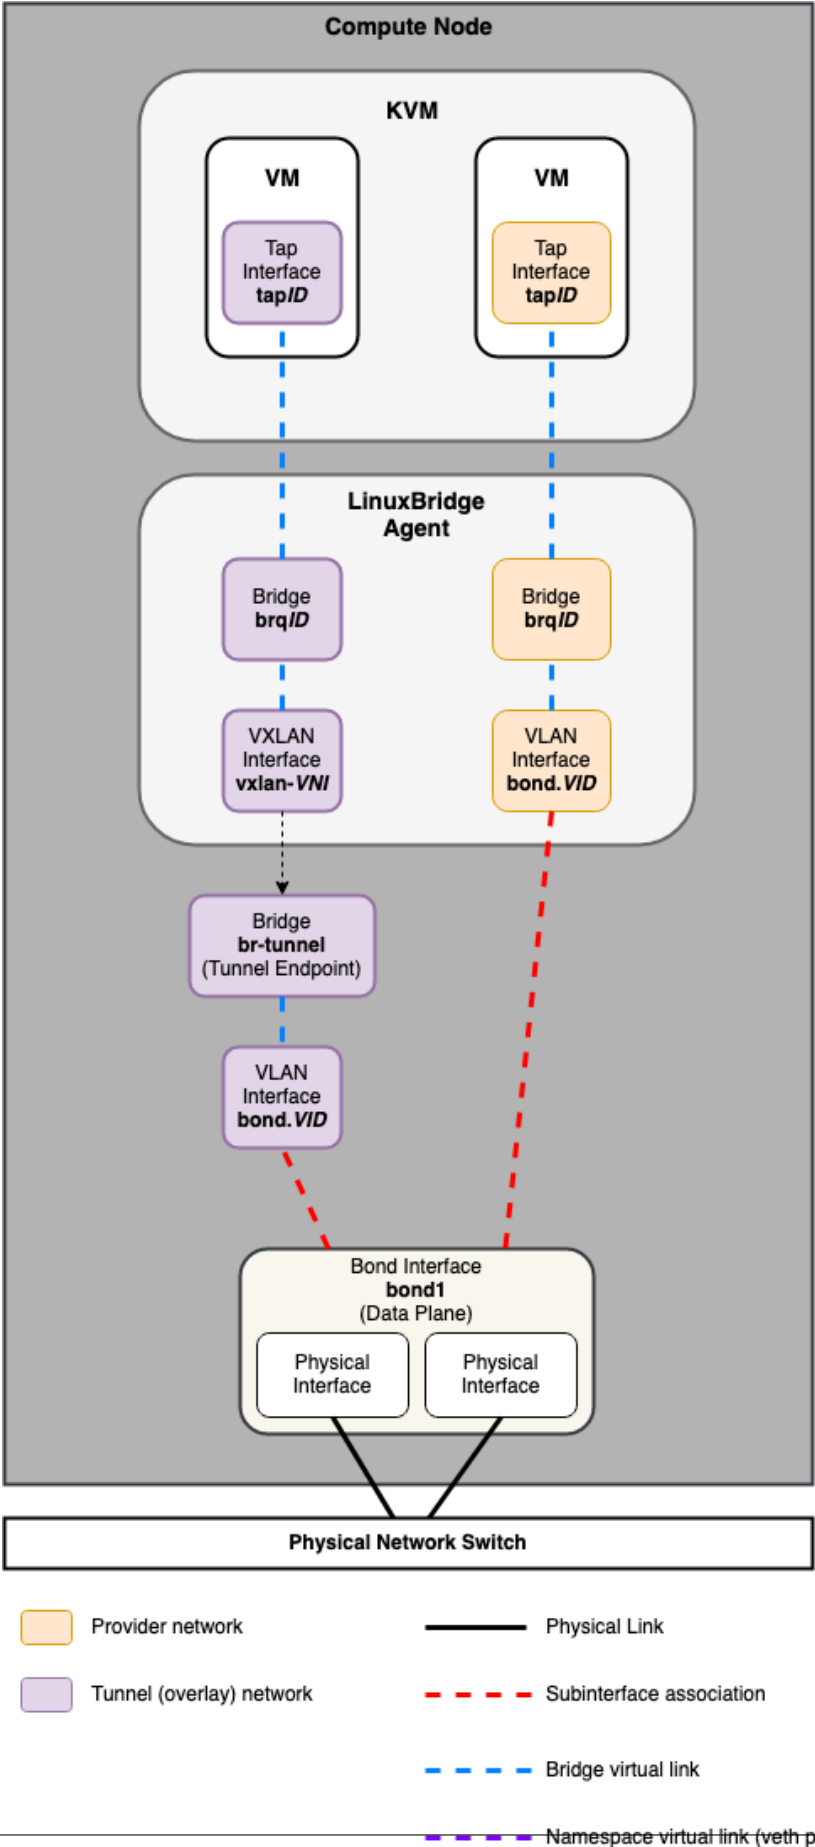 Compute Node
KVM
VM
VM
Tap
Interface
tapID
Tap
Interface
tapID
LinuxBridge
Agent
Bridge
brqID
Bridge
brqID
VXLAN
Interface
vxlan-VNI
VLAN
Interface
bond.VID
Bridge
br-tunnel
(Tunnel Endpoint)
VLAN
Interface
bond.VID
Bond Interface
bond1
(Data Plane)
Physical
Interface
Physical
Interface
Physical Network Switch
Provider network
Physical Link
Tunnel (overlay) network
Subinterface association
Bridge virtual link
Namespace virtual link (veth p